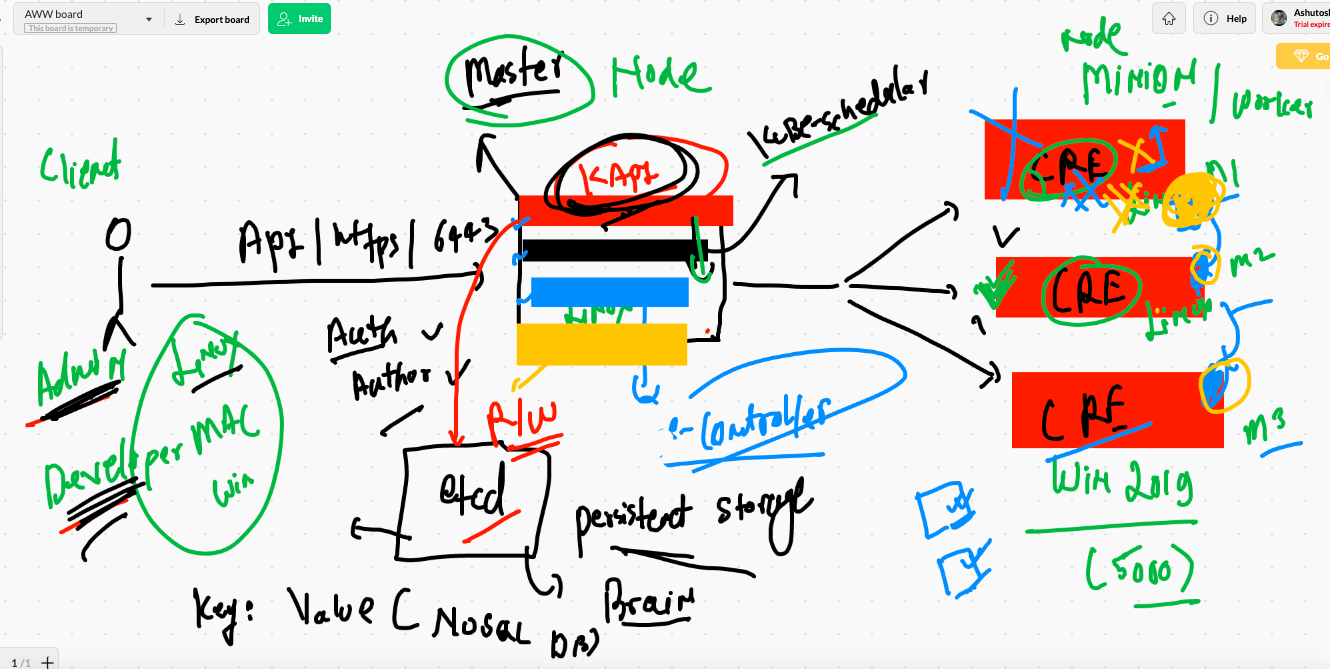 AWW board
This board is temporary
Export board
Invite
Help
Ashutos
Trial expire
Go
Master Node
Node
MINION / Worker
Client
KApi
KuBe-schedular
CRE
m1
Api | https | 6443
CRE
m2
Linux
Auth
Author
Admin
Linux
MAC
Win
Developer
R/W
e-Controller
CRE
m3
Win 2019
(5000)
etcd
persistent storage
Brain
Key: Value (NoSQL DB)
1 / 1